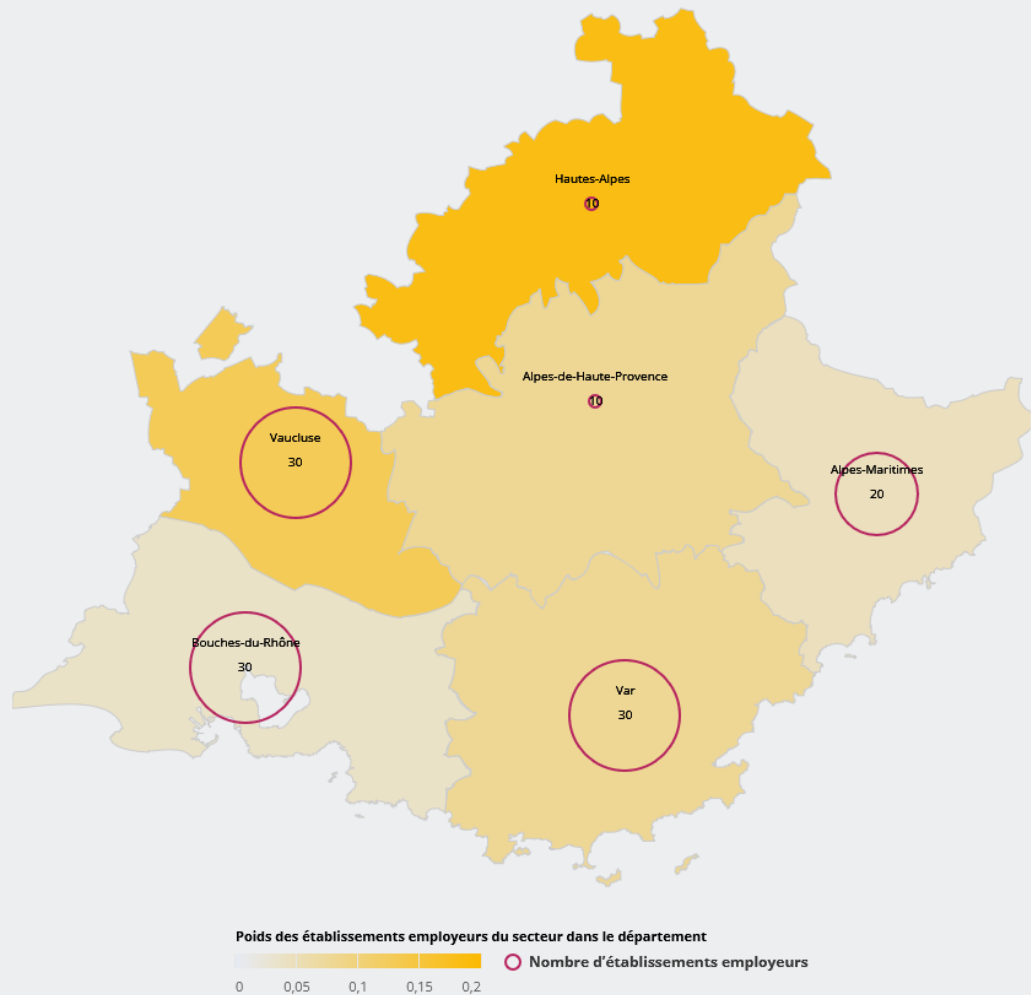 Hautes-Alpes
10
Alpes-de-Haute-Provence
10
Vaucluse
30
Alpes-Maritimes
20
Bouches-du-Rhône
30
Var
30
Poids des établissements employeurs du secteur dans le département
Nombre d'établissements employeurs
0 0,05 0,1 0,15 0,2